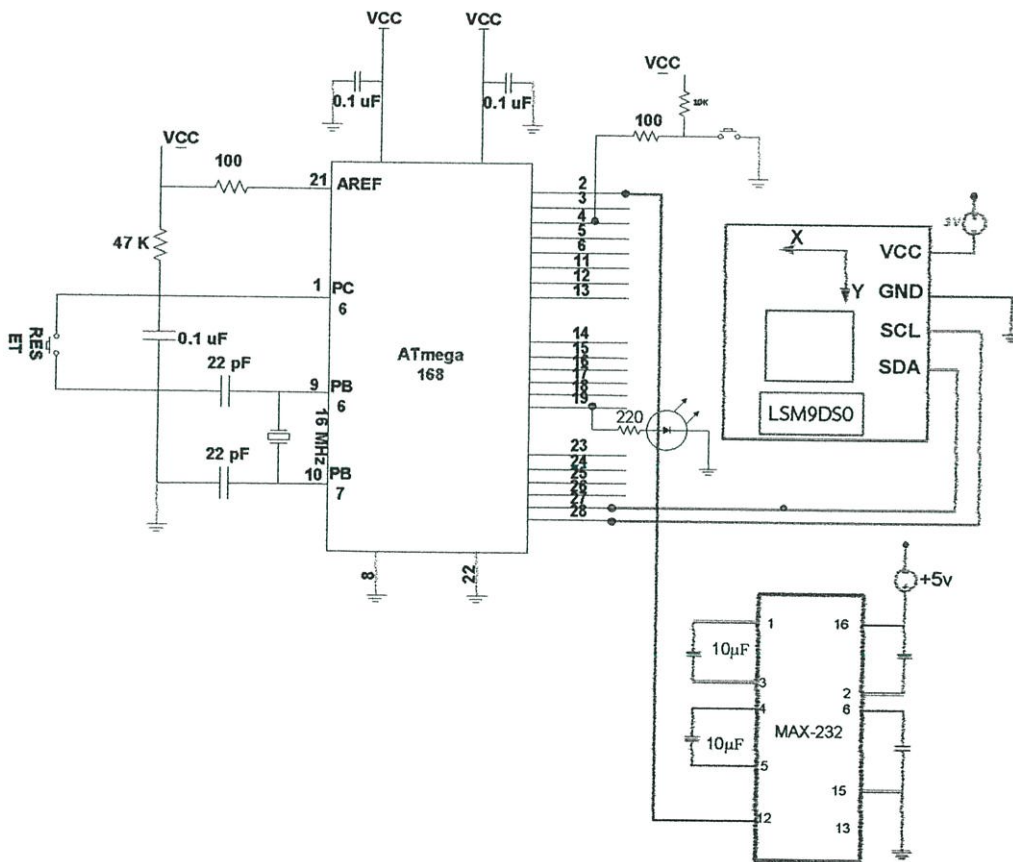 VCC
VCC
0.1 uF
0.1 uF
VCC
10K
100
VCC
100
47 K
21
AREF
1
PC
6
RES
ET
0.1 uF
22 pF
9
PB
6
16 MHz
22 pF
10
PB
7
ATmega
168
8
22
2
3
4
5
6
11
12
13
14
15
16
17
18
19
23
24
25
26
27
28
220
X
Y
3V
VCC
GND
SCL
SDA
LSM9DS0
+5v
1
16
10µF
3
2
4
6
MAX-232
10µF
5
15
12
13